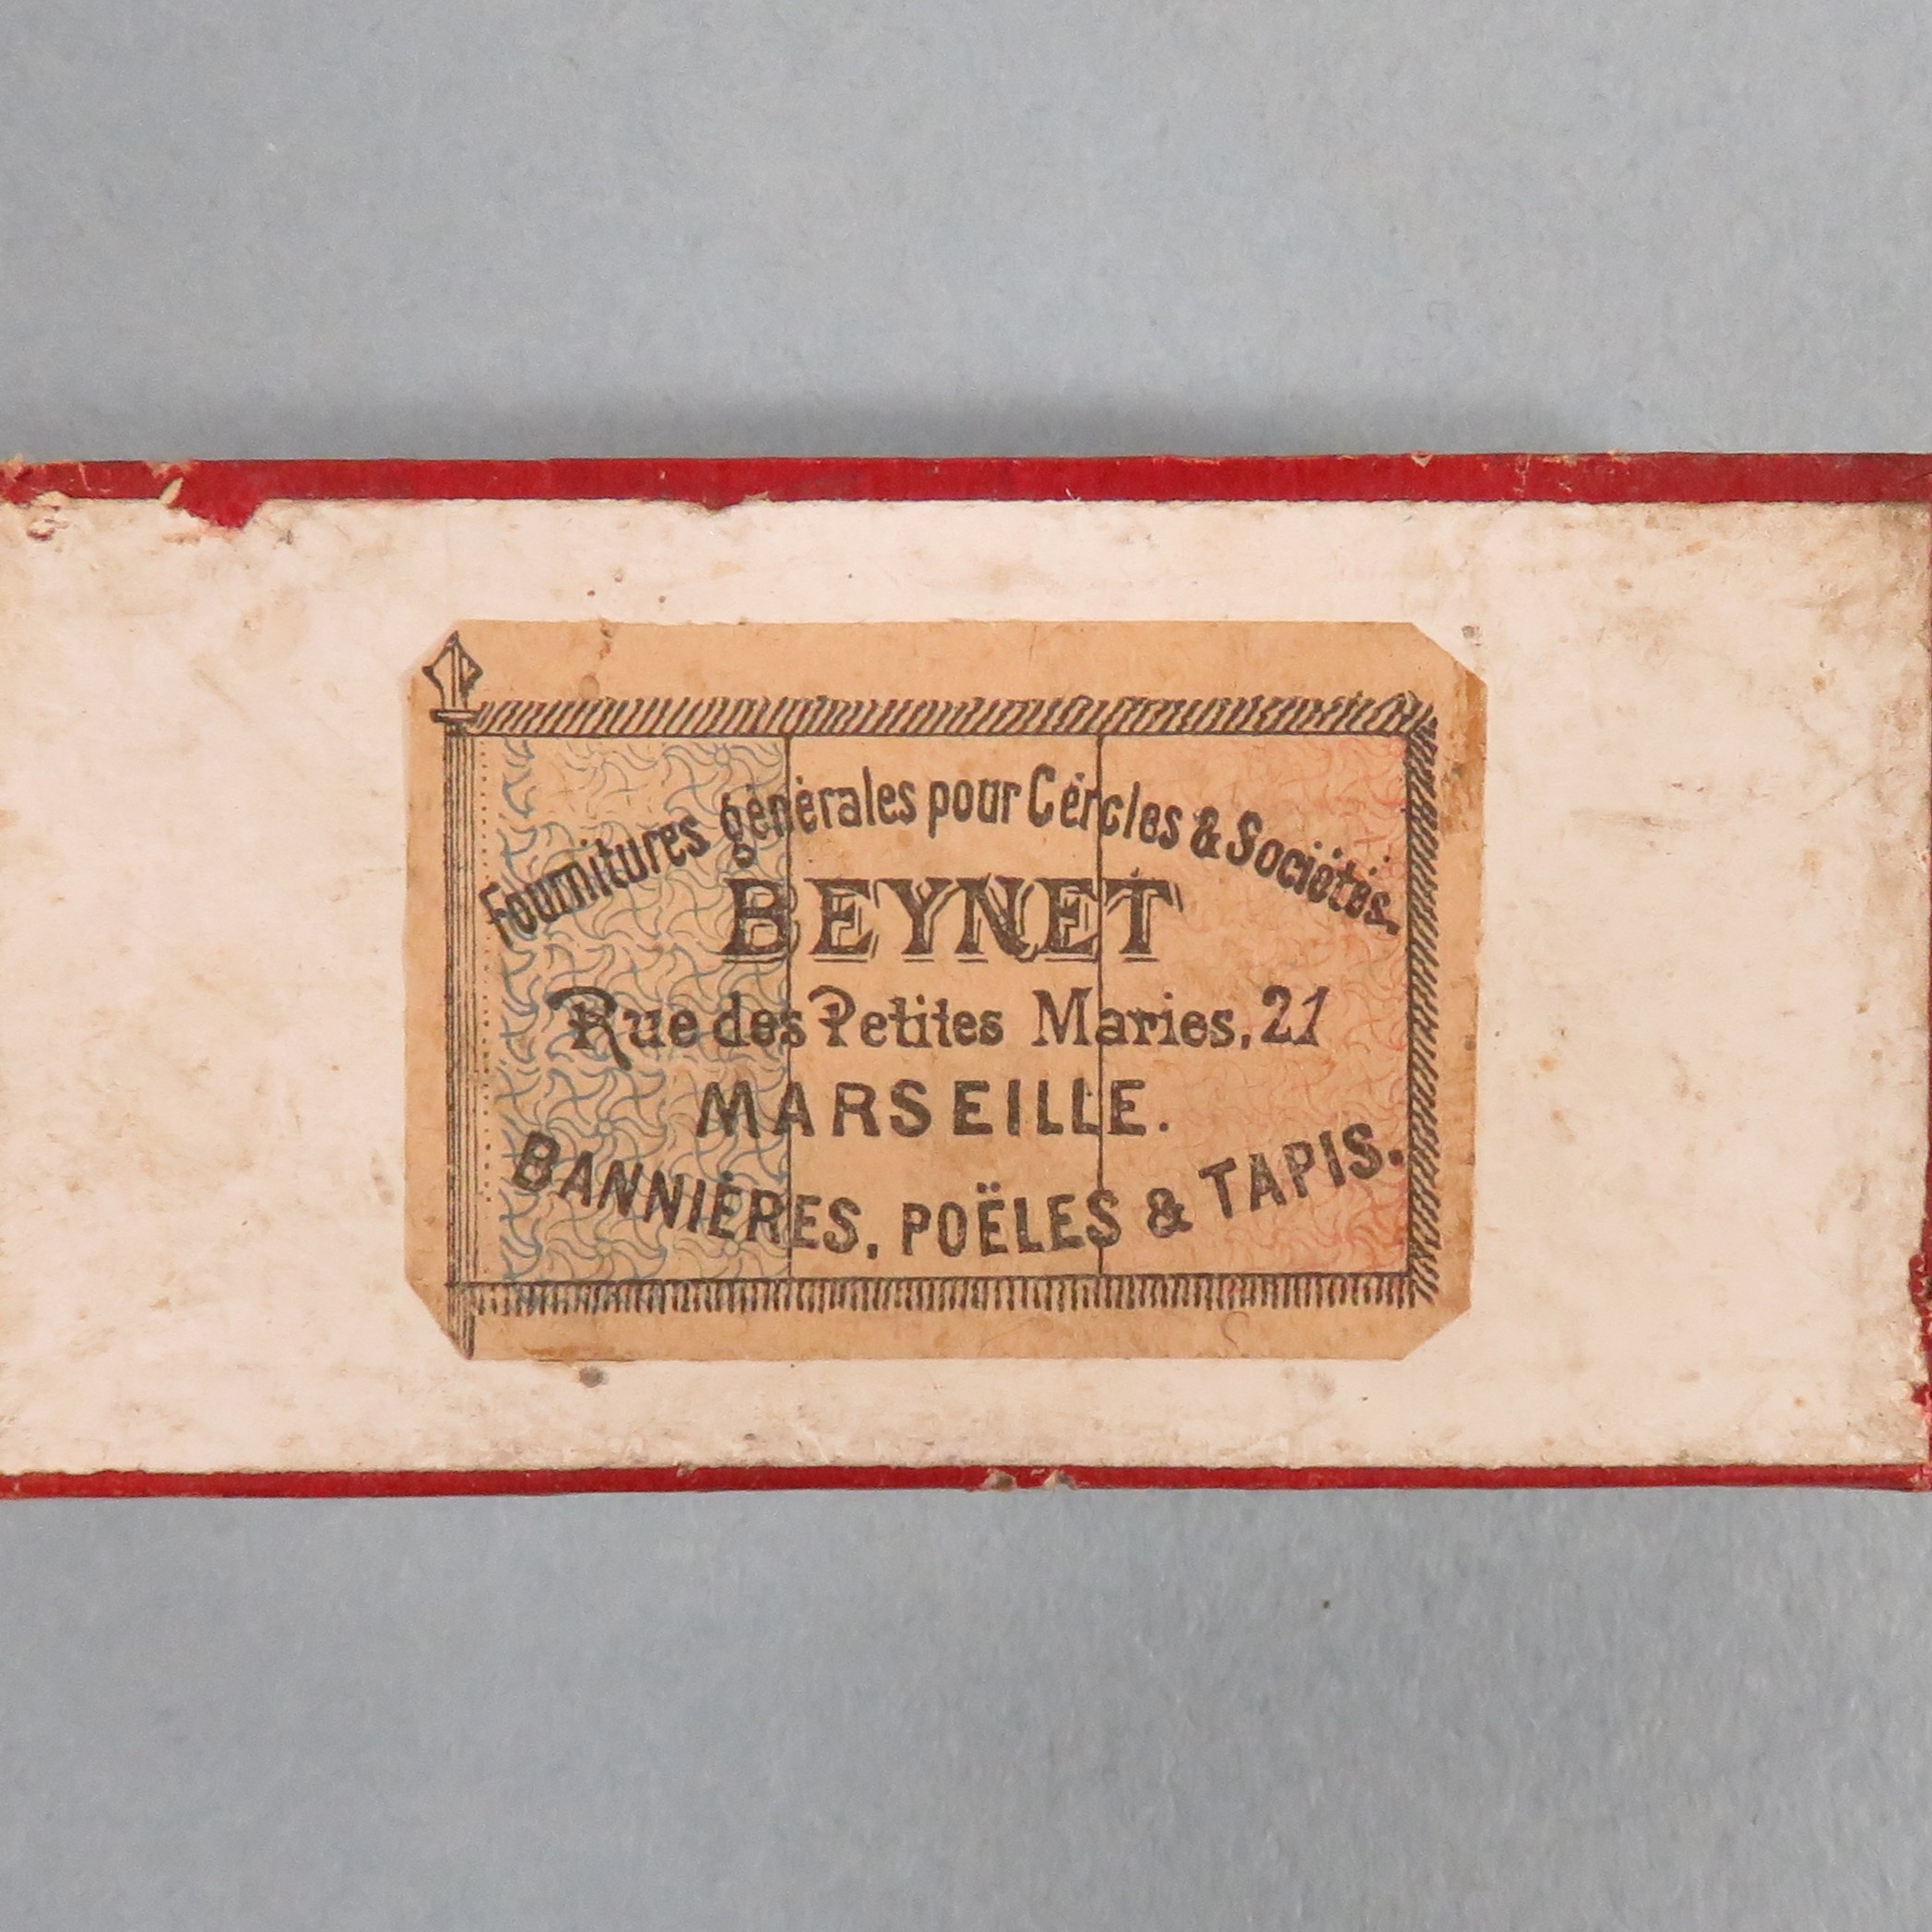 Fournitures générales pour Cércles & Sociétés.
BEYNET
Rue des Petites Maries, 21
MARSEILLE.
BANNIÈRES, POËLES & TAPIS.